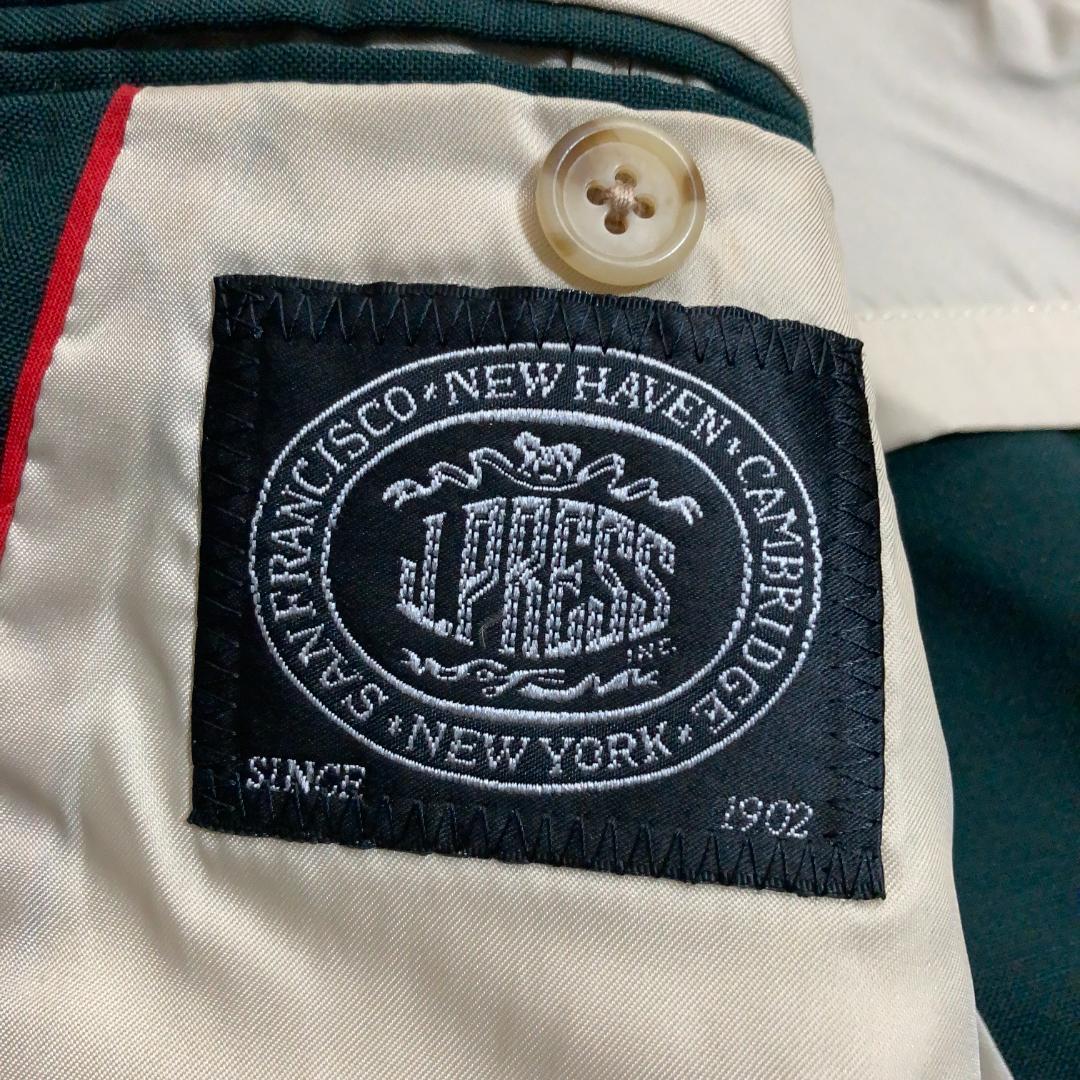 SAN FRANCISCO * NEW HAVEN * CAMBRIDGE * NEW YORK *
J.PRESS
INC.
SINCE 1902